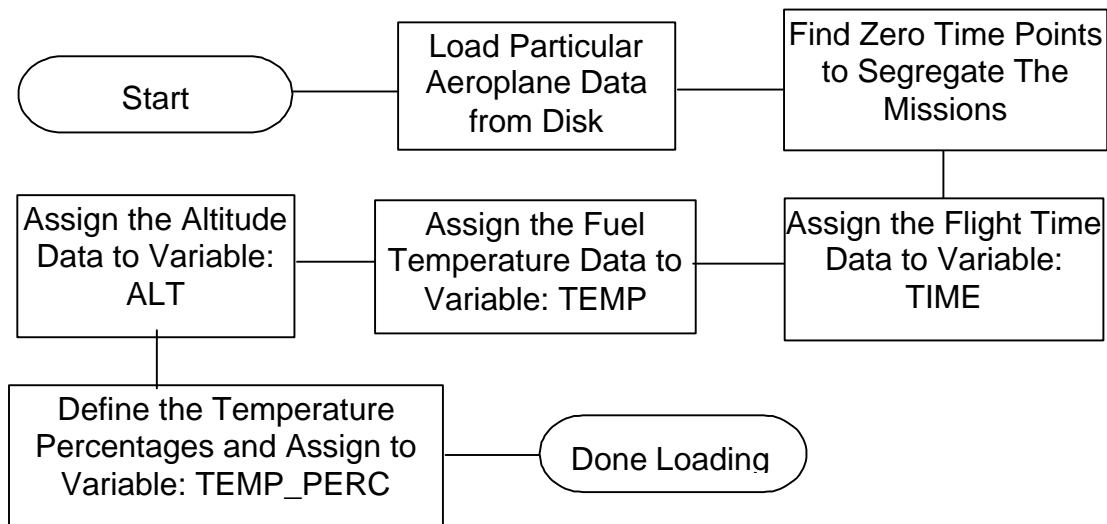 Start
Load Particular
Aeroplane Data
from Disk
Find Zero Time Points
to Segregate The
Missions
Assign the Flight Time
Data to Variable:
TIME
Assign the Fuel
Temperature Data to
Variable: TEMP
Assign the Altitude
Data to Variable:
ALT
Define the Temperature
Percentages and Assign to
Variable: TEMP_PERC
Done Loading